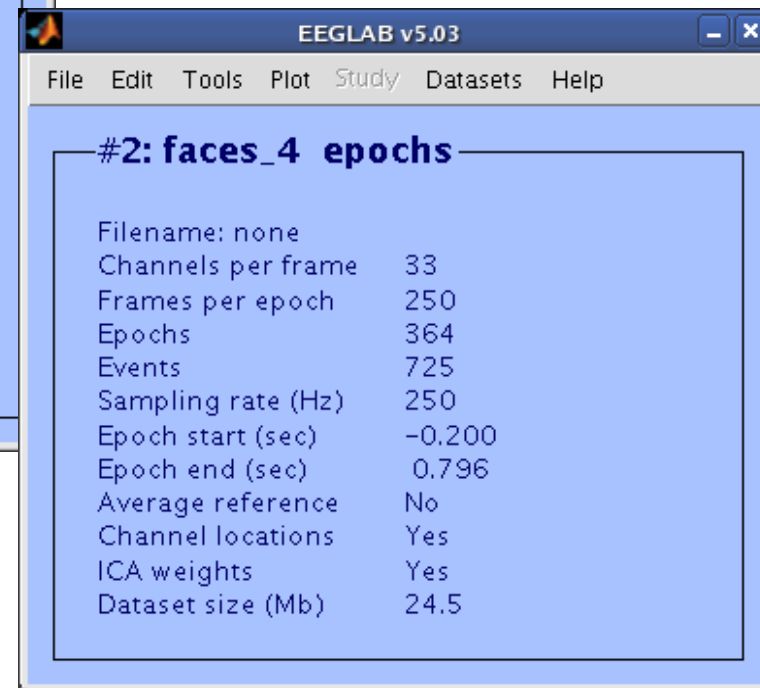 EEGLAB v5.03
File Edit Tools Plot Study Datasets Help
#2: faces_4 epochs
Filename: none
Channels per frame 33
Frames per epoch 250
Epochs 364
Events 725
Sampling rate (Hz) 250
Epoch start (sec) -0.200
Epoch end (sec) 0.796
Average reference No
Channel locations Yes
ICA weights Yes
Dataset size (Mb) 24.5